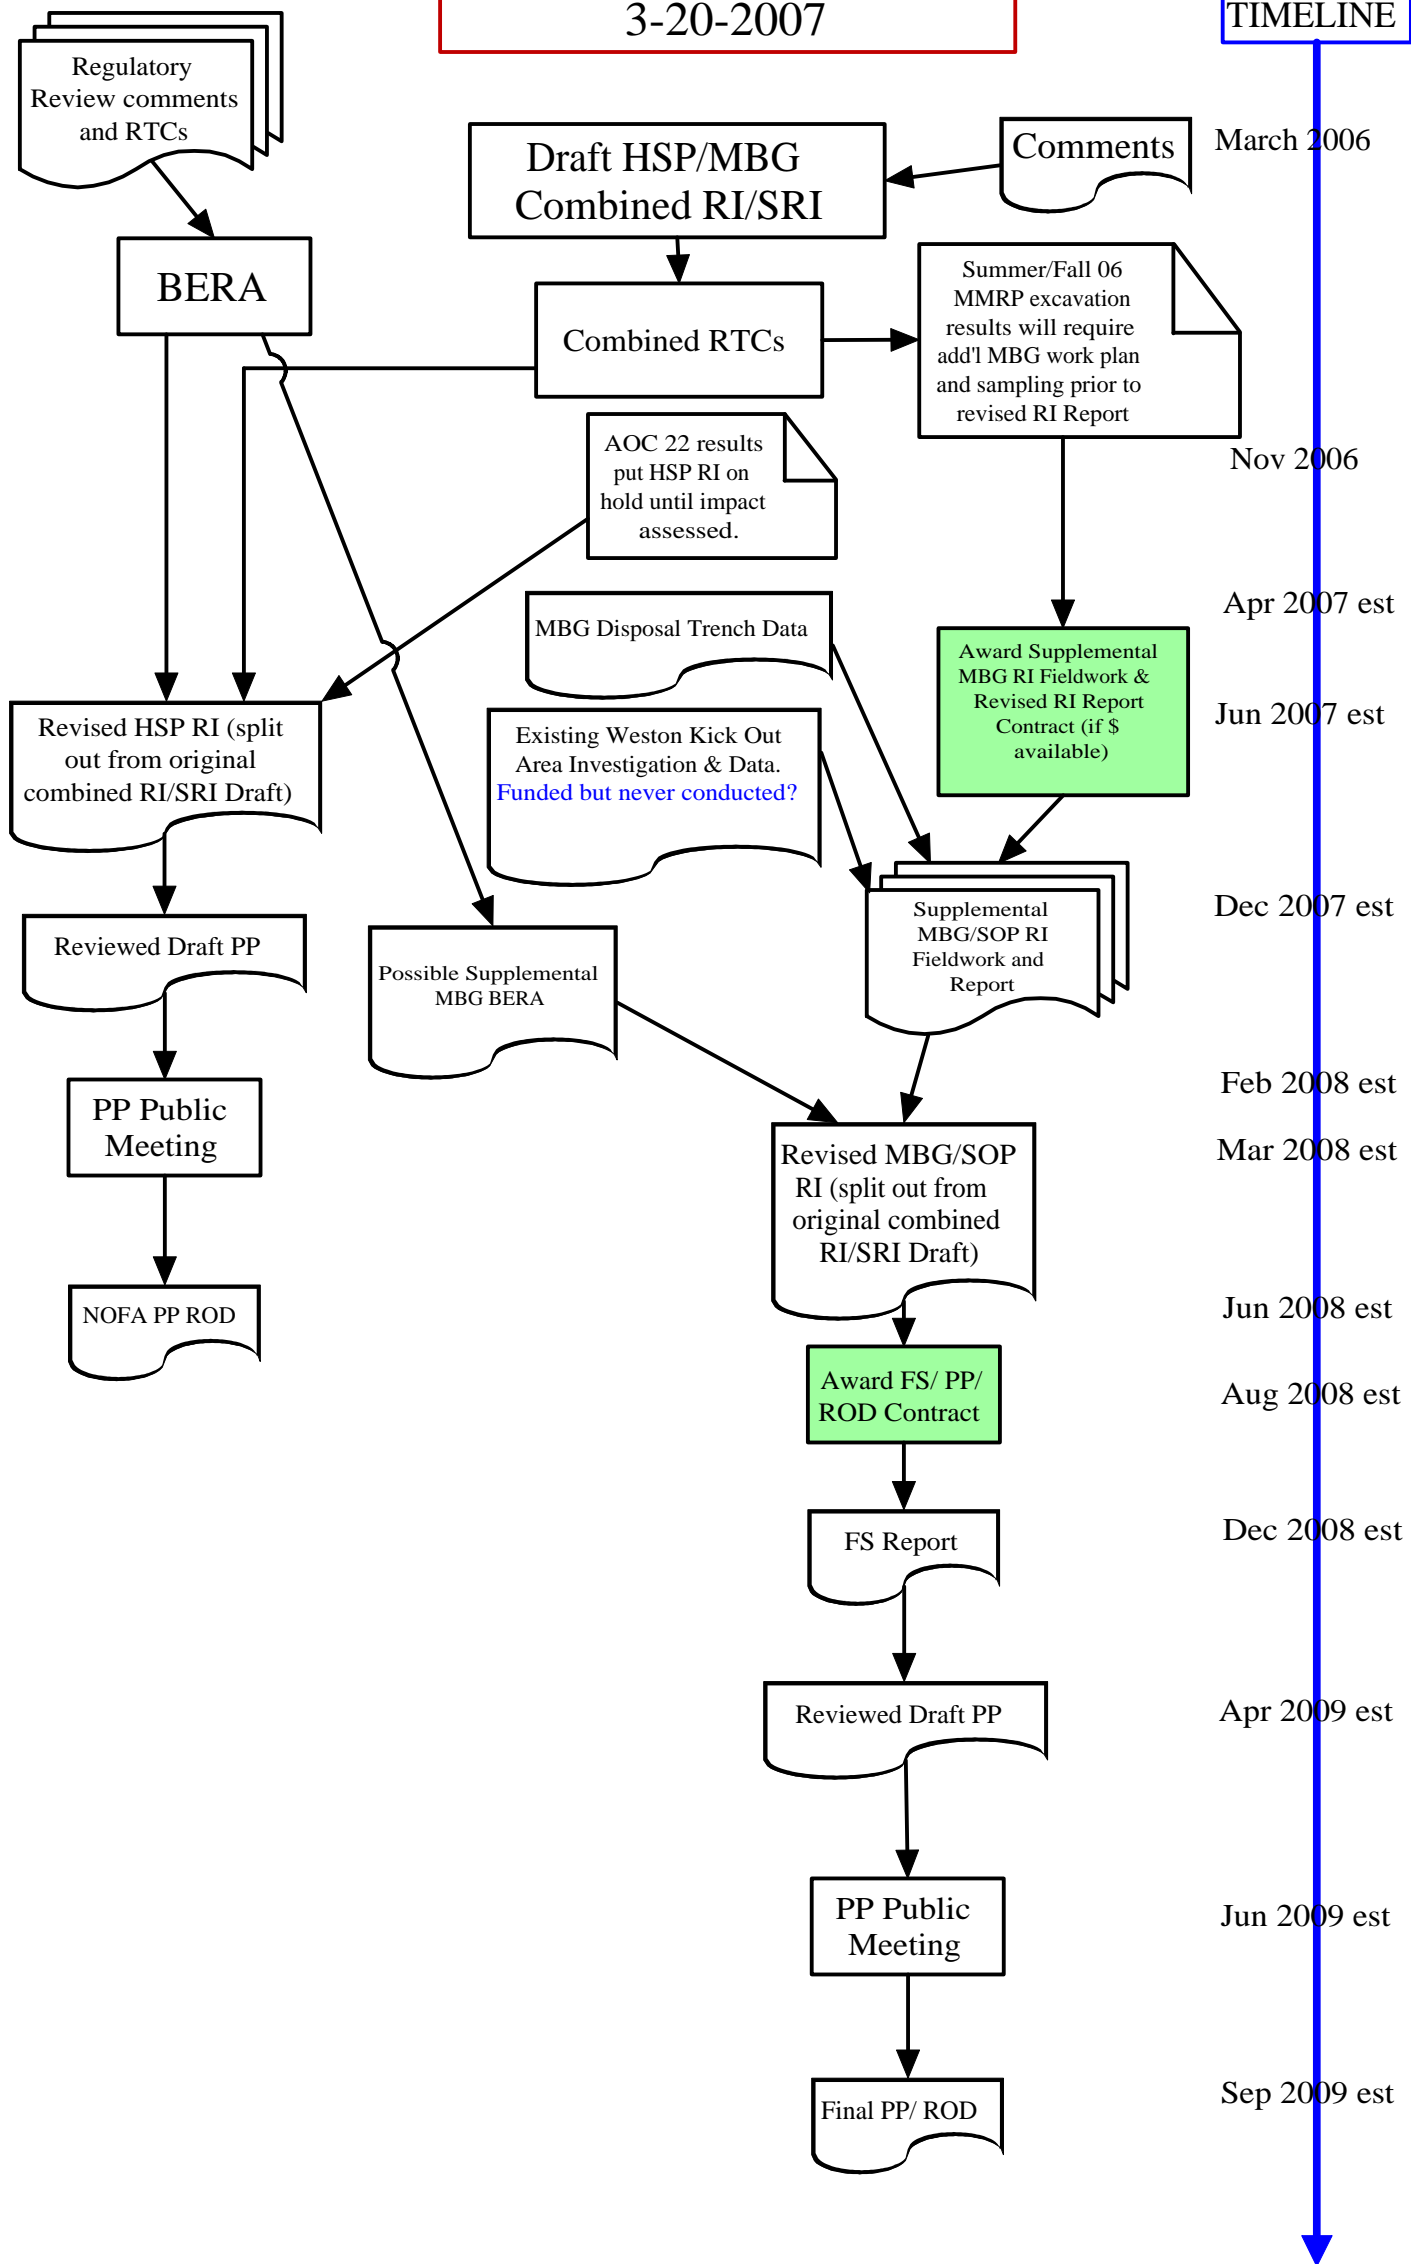 3-20-2007
TIMELINE
Regulatory
Review comments
and RTCs
Draft HSP/MBG
Combined RI/SRI
Comments
March 2006
BERA
Combined RTCs
Summer/Fall 06
MMRP excavation
results will require
add'l MBG work plan
and sampling prior to
revised RI Report
AOC 22 results
put HSP RI on
hold until impact
assessed.
Nov 2006
MBG Disposal Trench Data
Apr 2007 est
Award Supplemental
MBG RI Fieldwork &
Revised RI Report
Contract (if $
available)
Jun 2007 est
Revised HSP RI (split
out from original
combined RI/SRI Draft)
Existing Weston Kick Out
Area Investigation & Data.
Funded but never conducted?
Dec 2007 est
Reviewed Draft PP
Possible Supplemental
MBG BERA
Supplemental
MBG/SOP RI
Fieldwork and
Report
Feb 2008 est
PP Public
Meeting
Mar 2008 est
Revised MBG/SOP
RI (split out from
original combined
RI/SRI Draft)
NOFA PP ROD
Jun 2008 est
Award FS/ PP/
ROD Contract
Aug 2008 est
FS Report
Dec 2008 est
Reviewed Draft PP
Apr 2009 est
PP Public
Meeting
Jun 2009 est
Final PP/ ROD
Sep 2009 est